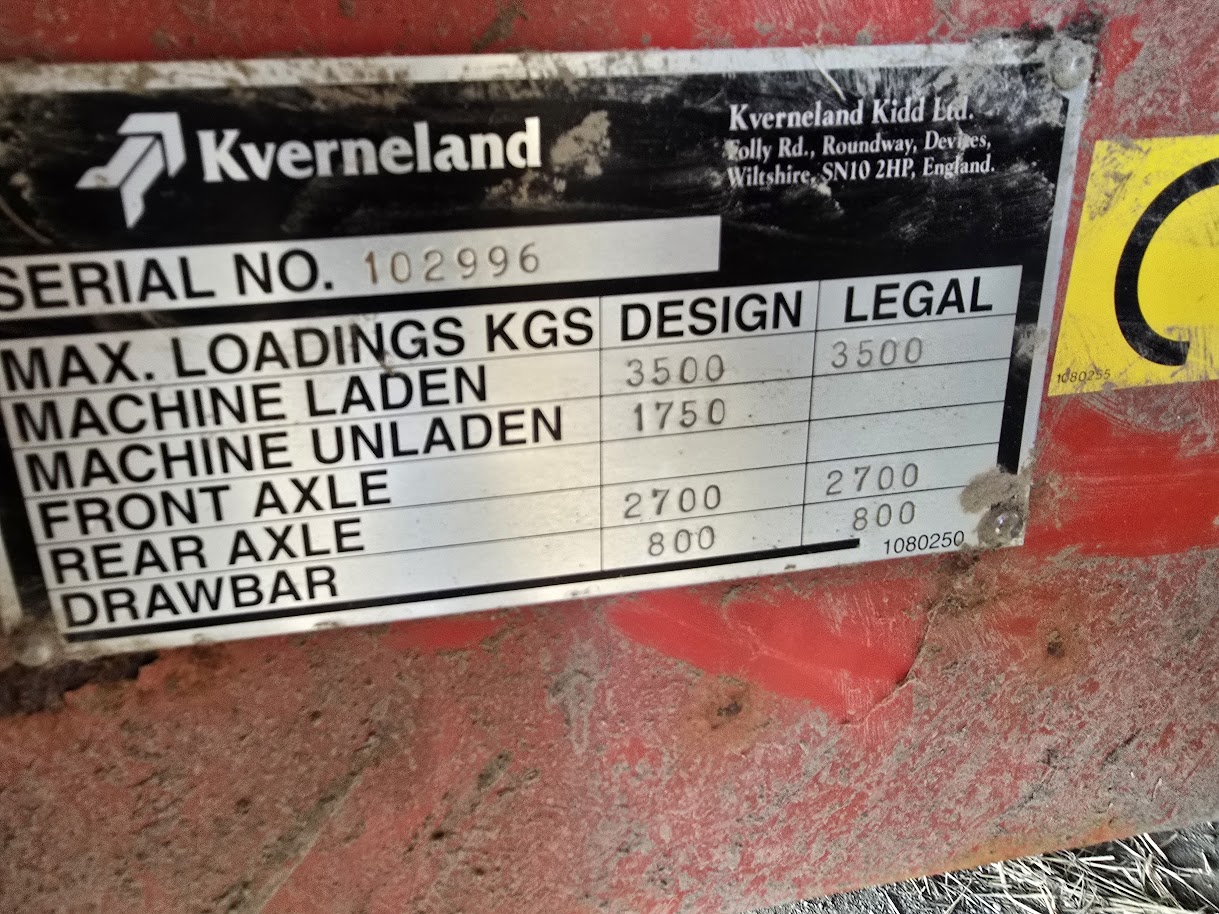 Kverneland
Kverneland Kidd Ltd.
Folly Rd., Roundway, Devizes,
Wiltshire, SN10 2HP, England.
SERIAL NO. 102996
MAX. LOADINGS KGS DESIGN LEGAL
MACHINE LADEN 3500 3500
MACHINE UNLADEN 1750
FRONT AXLE
REAR AXLE 2700 2700
DRAWBAR 800 800
1080250
1080255